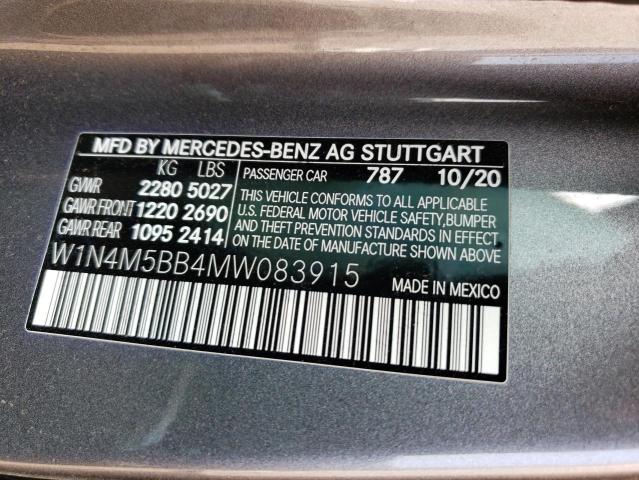 MFD BY MERCEDES-BENZ AG STUTTGART
KG LBS
GVWR 2280 5027
GAWR FRONT 1220 2690
GAWR REAR 1095 2414
PASSENGER CAR 787 10/20
THIS VEHICLE CONFORMS TO ALL APPLICABLE
U.S. FEDERAL MOTOR VEHICLE SAFETY,BUMPER
AND THEFT PREVENTION STANDARDS IN EFFECT
ON THE DATE OF MANUFACTURE SHOWN ABOVE
W1N4M5BB4MW083915
MADE IN MEXICO